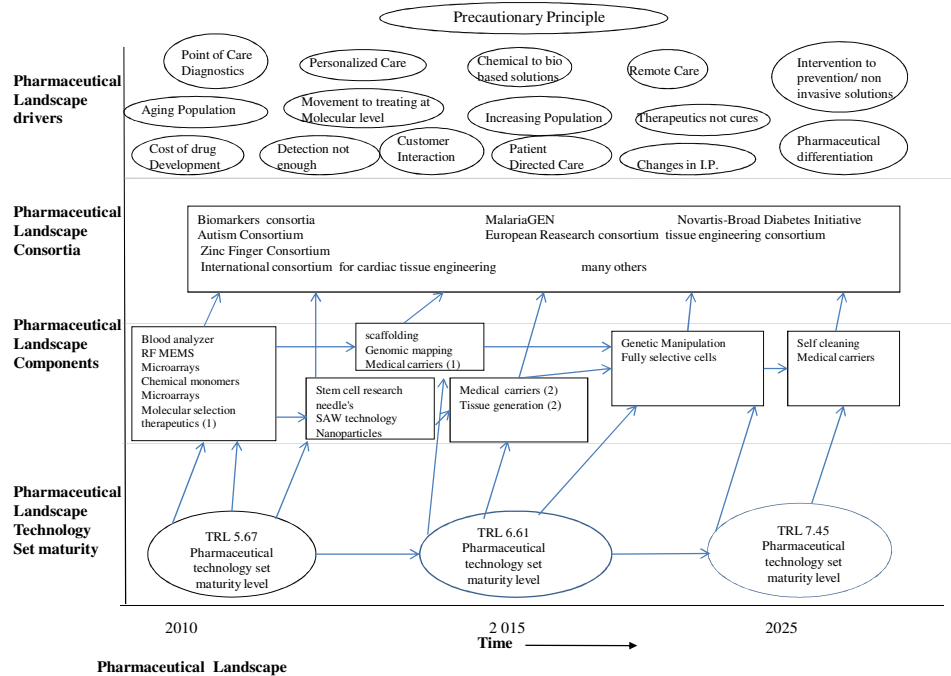 Precautionary Principle
Pharmaceutical
Landscape
drivers
Point of Care
Diagnostics
Personalized Care
Chemical to bio
based solutions
Remote Care
Intervention to
prevention/ non
invasive solutions
Aging Population
Movement to treating at
Molecular level
Increasing Population
Therapeutics not cures
Cost of drug
Development
Detection not
enough
Customer
Interaction
Patient
Directed Care
Changes in I.P.
Pharmaceutical
differentiation
Pharmaceutical
Landscape
Consortia
Biomarkers consortia
MalariaGEN
Novartis-Broad Diabetes Initiative
Autism Consortium
European Reasearch consortium tissue engineering consortium
Zinc Finger Consortium
International consortium for cardiac tissue engineering
many others
Pharmaceutical
Landscape
Components
Blood analyzer
RF MEMS
Microarrays
Chemical monomers
Microarrays
Molecular selection
therapeutics (1)
Stem cell research
needle's
SAW technology
Nanoparticles
scaffolding
Genomic mapping
Medical carriers (1)
Medical carriers (2)
Tissue generation (2)
Genetic Manipulation
Fully selective cells
Self cleaning
Medical carriers
Pharmaceutical
Landscape
Technology
Set maturity
TRL 5.67
Pharmaceutical
technology set
maturity level
TRL 6.61
Pharmaceutical
technology set
maturity level
TRL 7.45
Pharmaceutical
technology set
maturity level
2010
2 015
2025
Time
Pharmaceutical Landscape